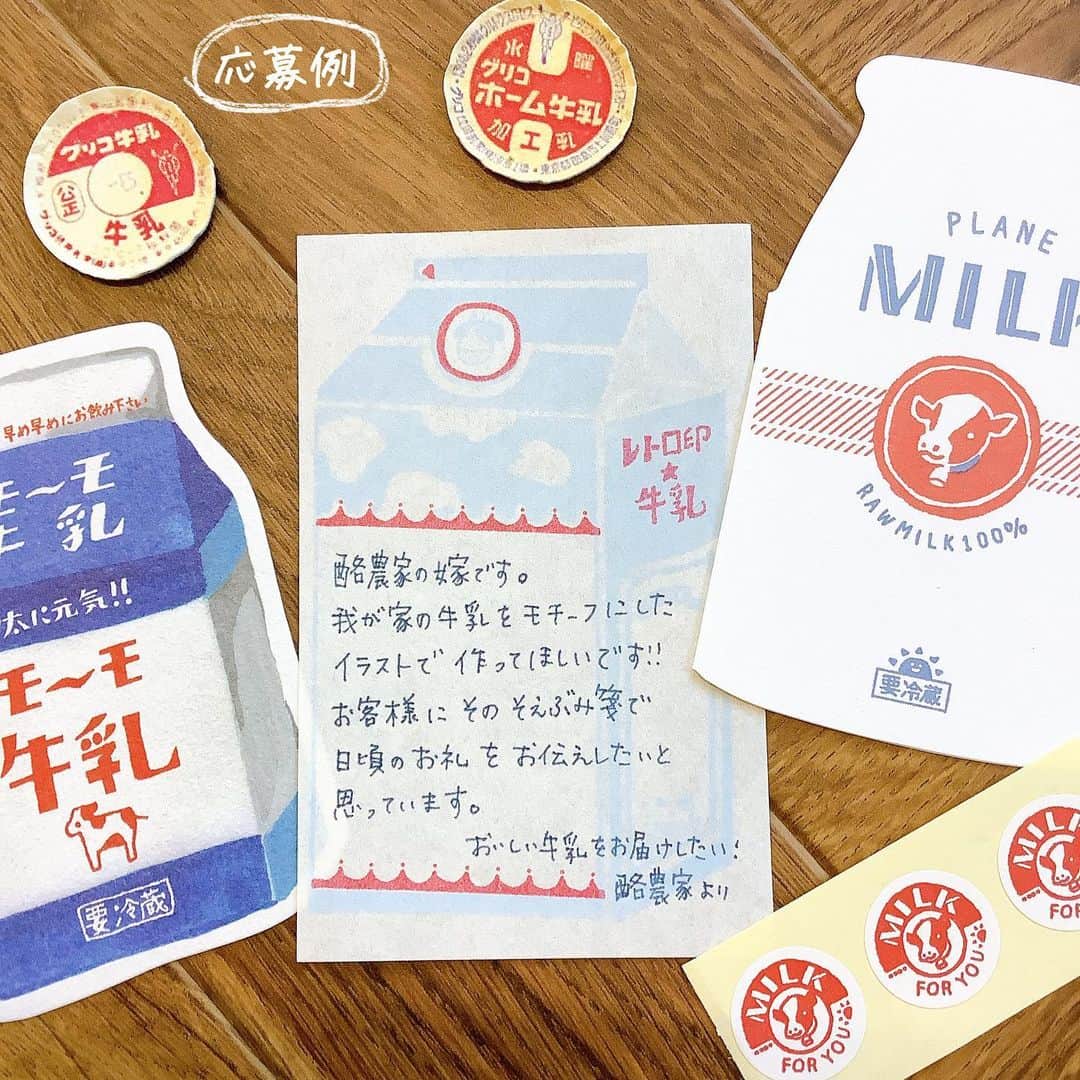 応募例
グリコ牛乳
公正
牛乳
水曜
グリコ
ホーム牛乳
加工乳
早め早めにお飲み下さい
モ〜モ
乳
太に元気!!
モ〜モ
牛乳
要冷蔵
レトロ印
★
牛乳
酪農家の嫁です。
我が家の牛乳をモチーフにした
イラストで作ってほしいです!!
お客様にそのそえぶみ箋で
日頃のお礼をお伝えしたいと
思っています。
おいしい牛乳をお届けしたい!
酪農家より
PLANE
MILK
RAWMILK100%
要冷蔵
MILK
FOR YOU
MILK
FOR YOU
MILK
FOR